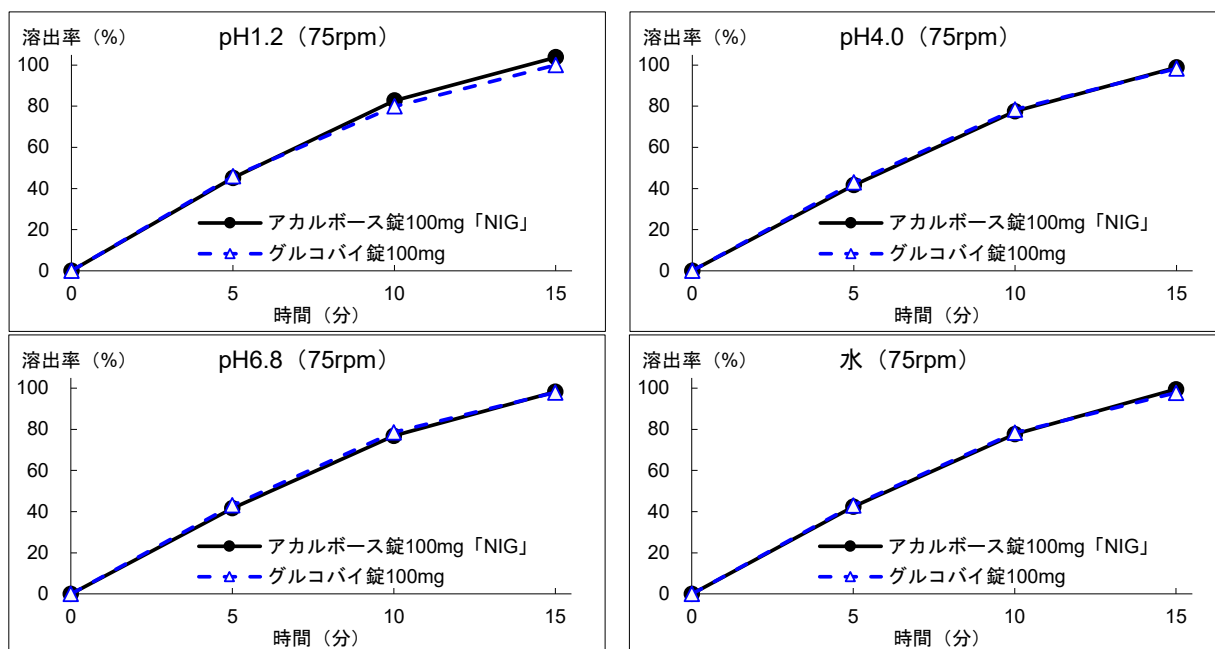 溶出率（%） pH1.2（75rpm）
100
80
60
40
20
0
アカルボース錠100mg「NIG」
グルコバイ錠100mg
0 5 10 15
時間（分）
溶出率（%） pH4.0（75rpm）
100
80
60
40
20
0
アカルボース錠100mg「NIG」
グルコバイ錠100mg
0 5 10 15
時間（分）
溶出率（%） pH6.8（75rpm）
100
80
60
40
20
0
アカルボース錠100mg「NIG」
グルコバイ錠100mg
0 5 10 15
時間（分）
溶出率（%） 水（75rpm）
100
80
60
40
20
0
アカルボース錠100mg「NIG」
グルコバイ錠100mg
0 5 10 15
時間（分）